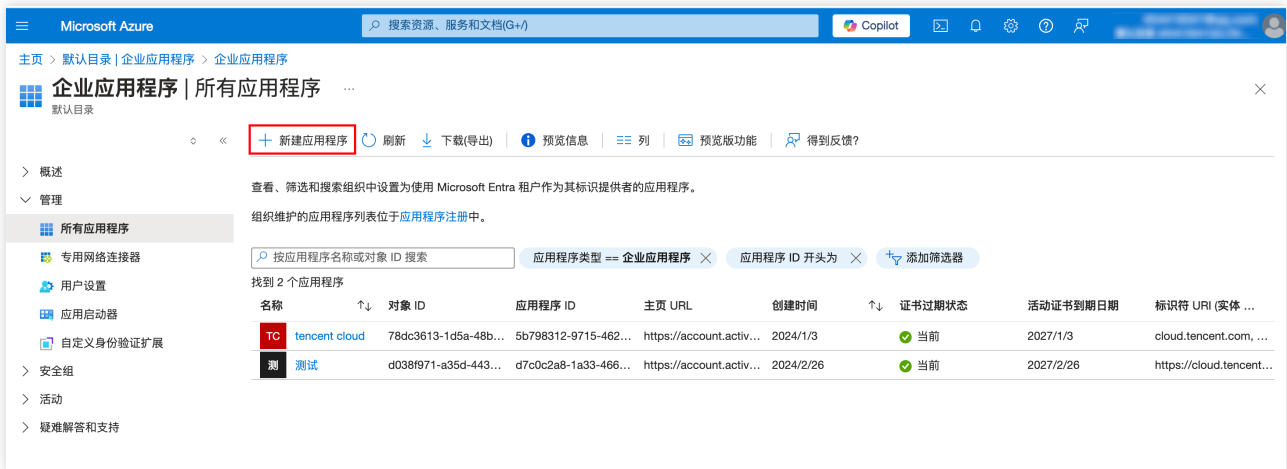 Microsoft Azure
搜索资源、服务和文档(G+/)
Copilot
主页 > 默认目录 | 企业应用程序 > 企业应用程序
企业应用程序 | 所有应用程序 ...
默认目录
新建应用程序 刷新 下载(导出) 预览信息 列 预览版功能 得到反馈?
概述
管理
所有应用程序
专用网络连接器
用户设置
应用启动器
自定义身份验证扩展
安全组
活动
疑难解答和支持
查看、筛选和搜索组织中设置为使用 Microsoft Entra 租户作为其标识提供者的应用程序。
组织维护的应用程序列表位于应用程序注册中。
按应用程序名称或对象 ID 搜索 应用程序类型 == 企业应用程序 应用程序 ID 开头为 添加筛选器
找到 2 个应用程序
名称 对象 ID 应用程序 ID 主页 URL 创建时间 证书过期状态 活动证书到期日期 标识符 URI (实体 ...
TC tencent cloud 78dc3613-1d5a-48b... 5b798312-9715-462... https://account.activ... 2024/1/3 当前 2027/1/3 cloud.tencent.com, ...
测 测试 d038f971-a35d-443... d7c0c2a8-1a33-466... https://account.activ... 2024/2/26 当前 2027/2/26 https://cloud.tencent...